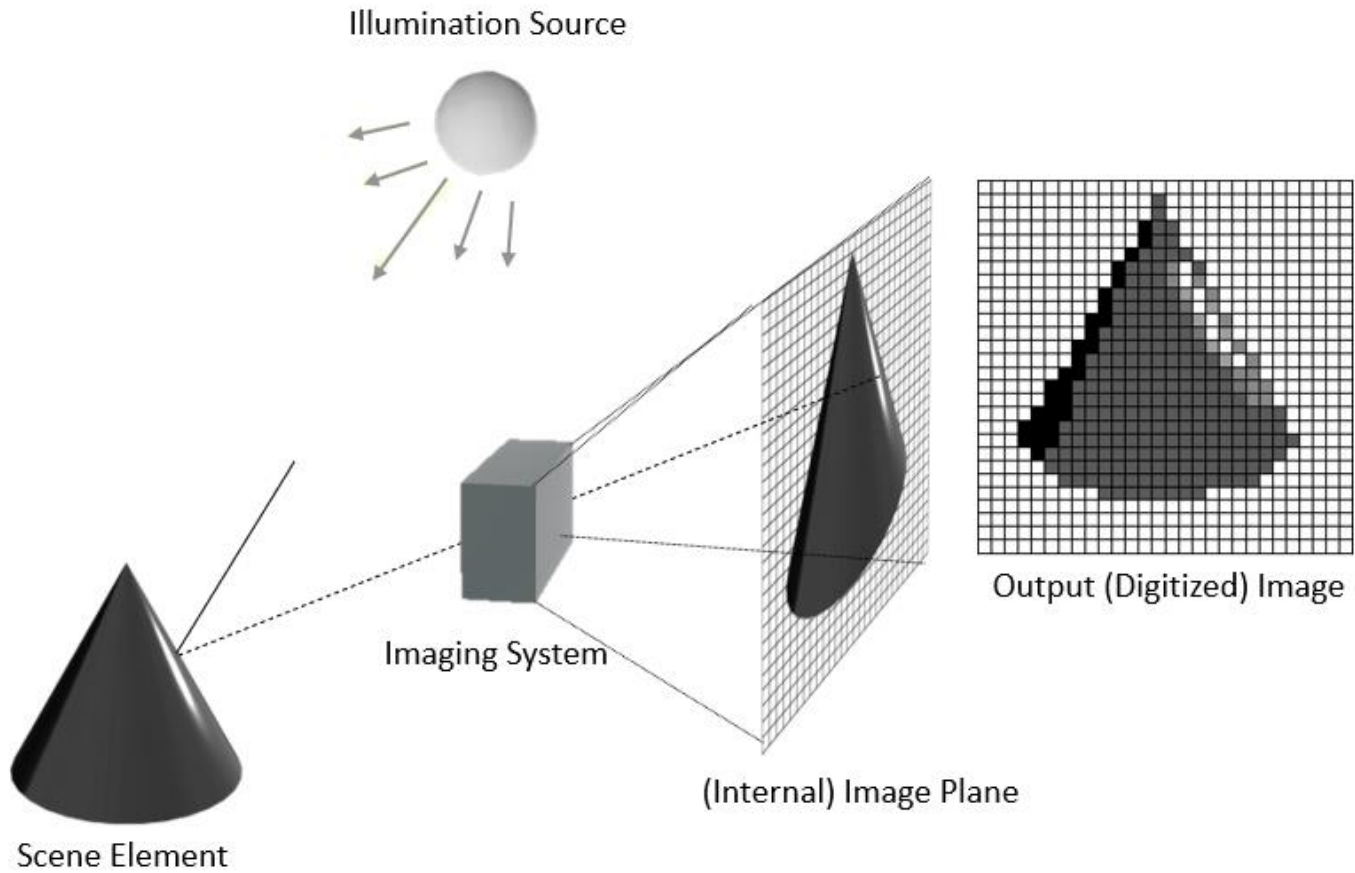 Illumination Source
Output (Digitized) Image
Imaging System
(Internal) Image Plane
Scene Element